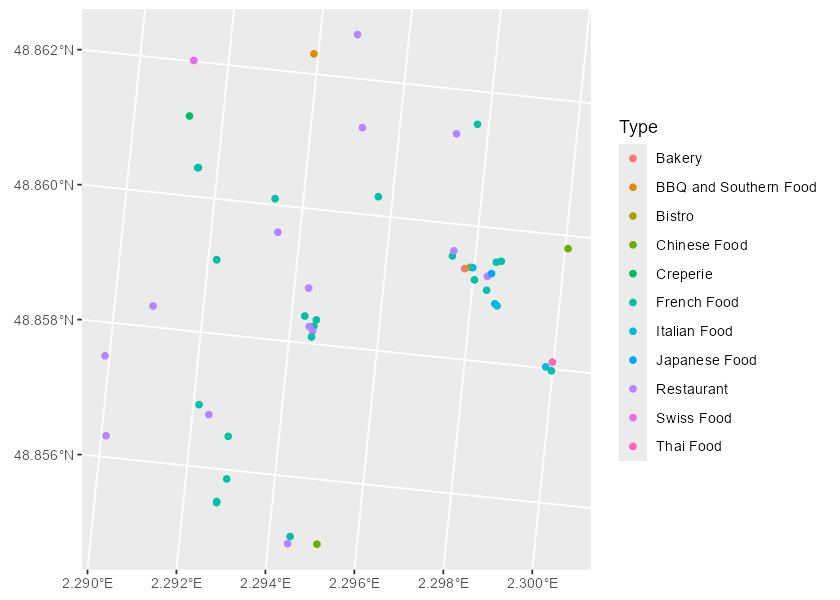 48.862°N
48.860°N
48.858°N
48.856°N
2.290°E 2.292°E 2.294°E 2.296°E 2.298°E 2.300°E
Type
Bakery
BBQ and Southern Food
Bistro
Chinese Food
Creperie
French Food
Italian Food
Japanese Food
Restaurant
Swiss Food
Thai Food